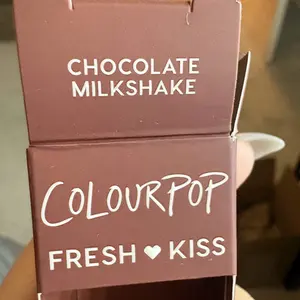 CHOCOLATE
MILKSHAKE
COLOURPOP
FRESH ♥ KISS